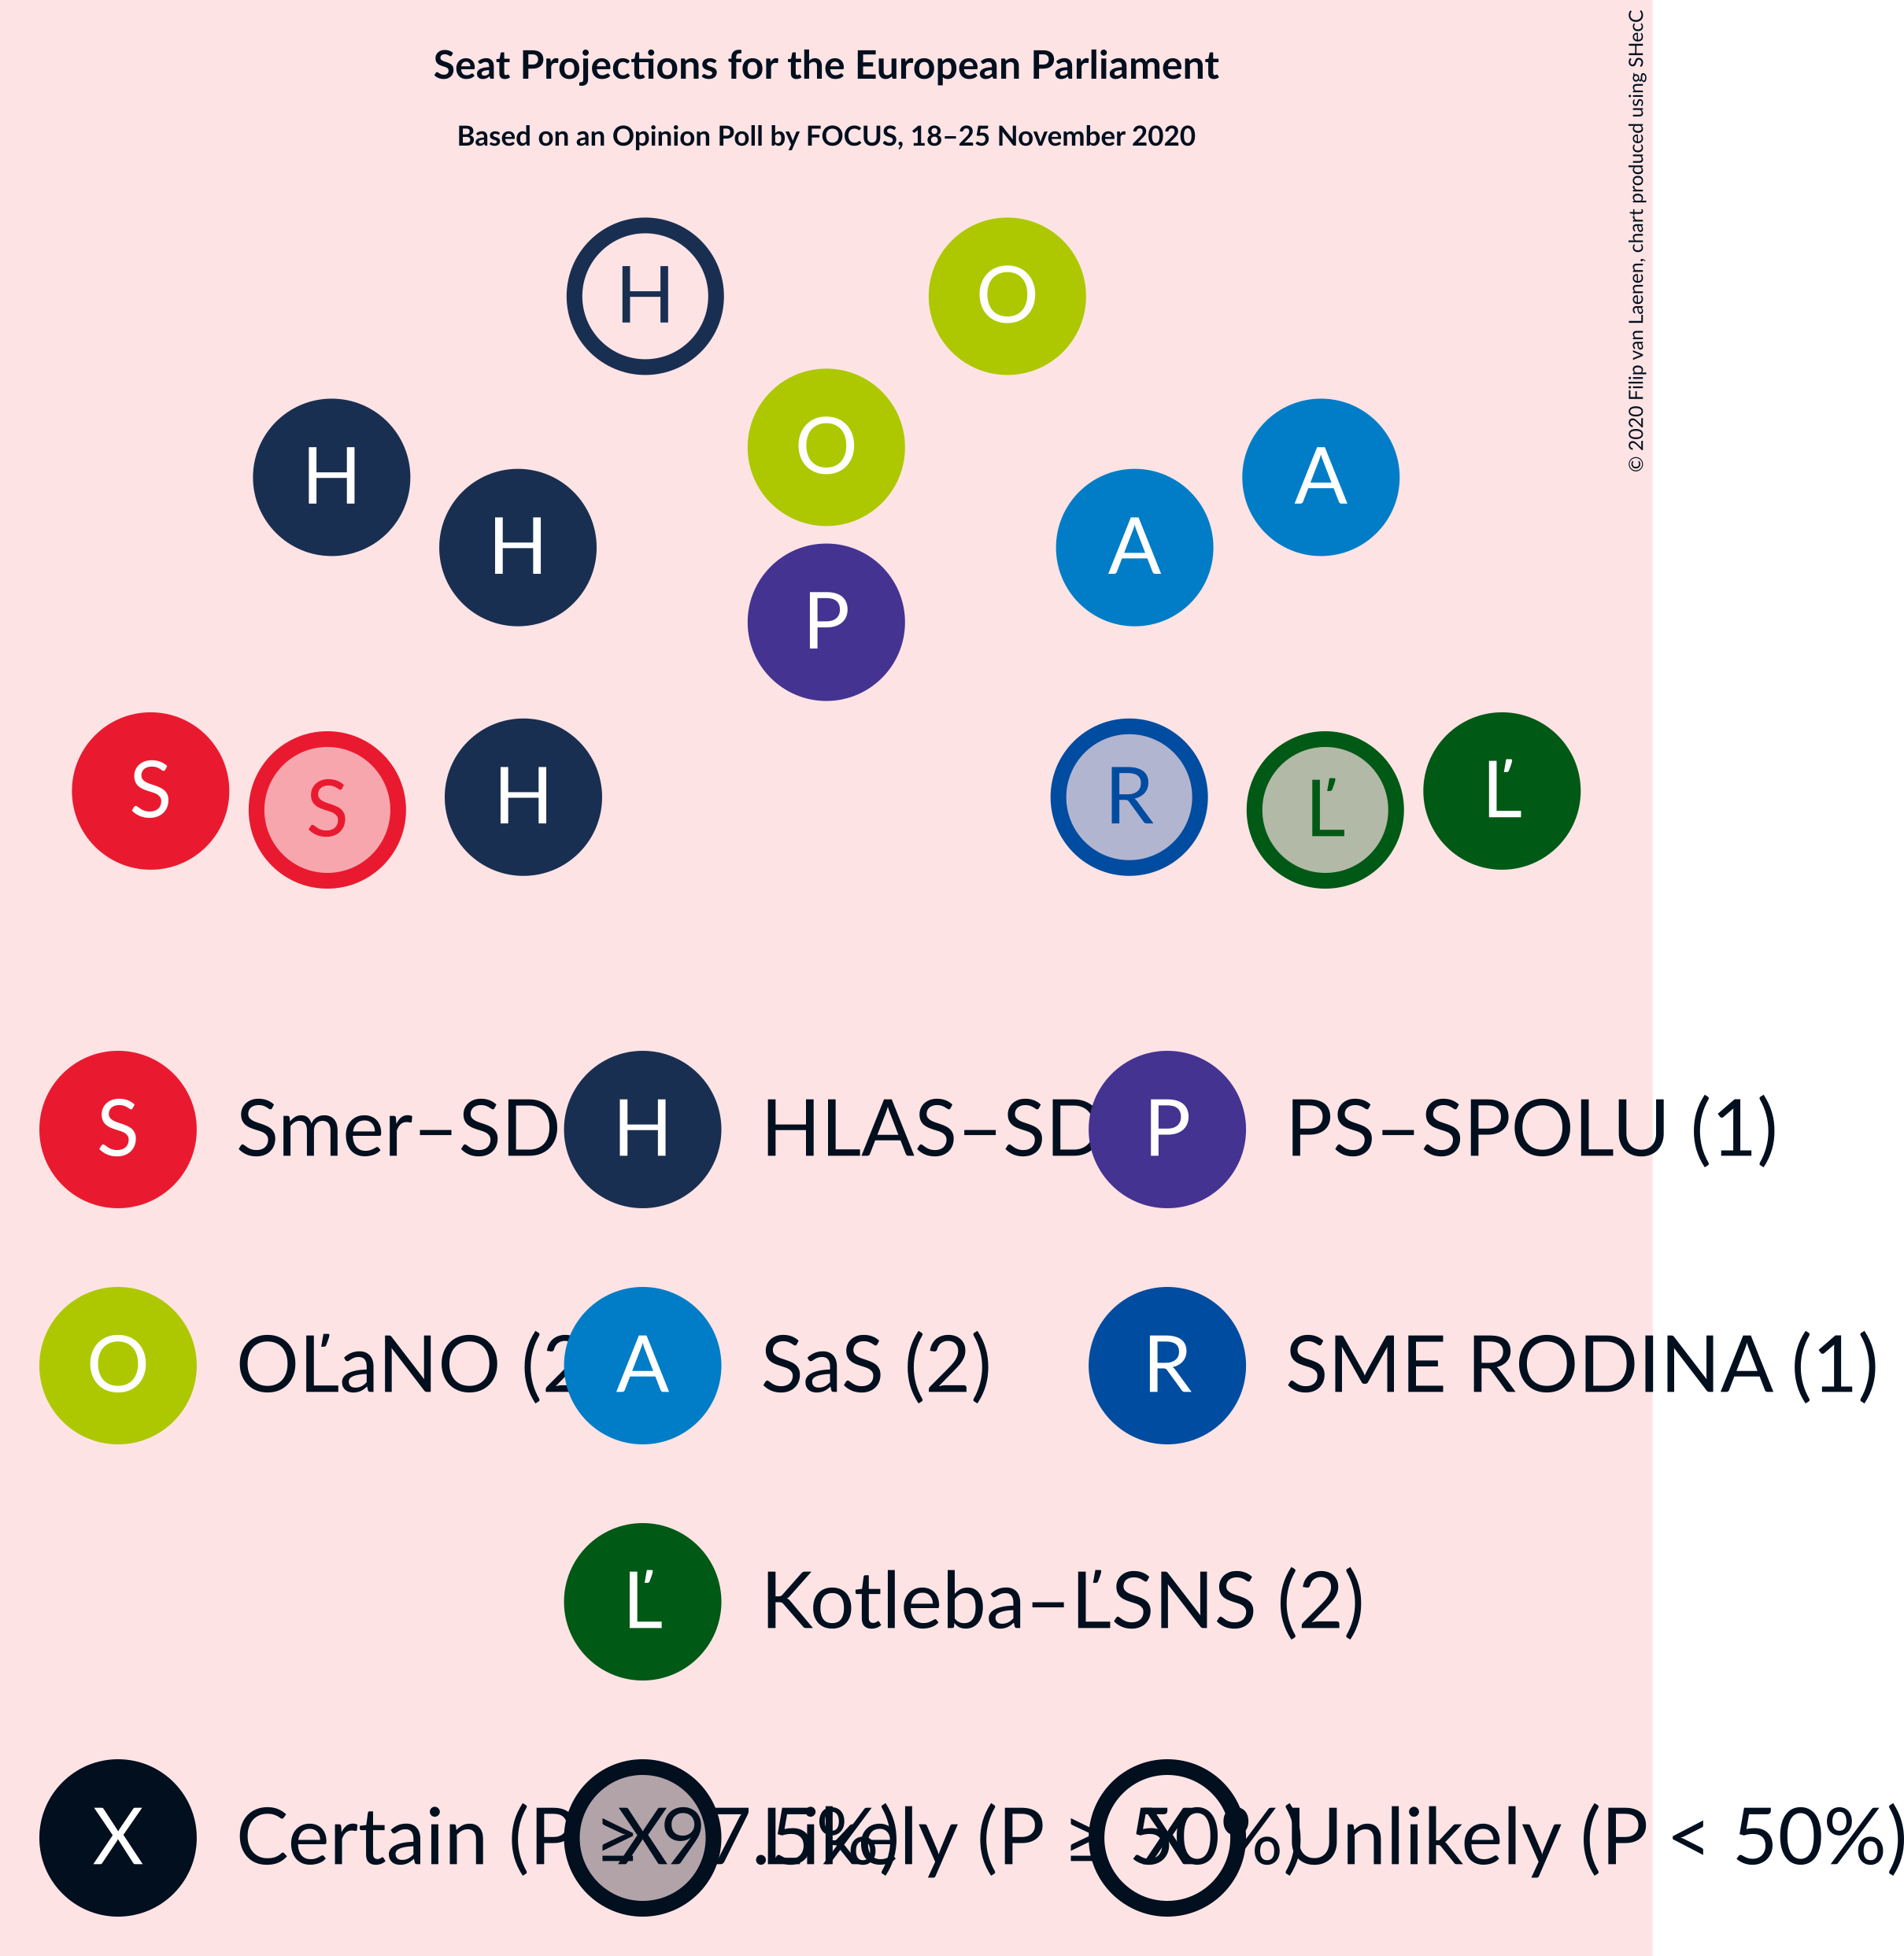 Seat Projections for the European Parliament
Based on an Opinion Poll by FOCUS, 18–25 November 2020
© 2020 Filip van Laenen, chart produced using SHecC
H O
H H O A A
P
S S H R Ľ Ľ
S Smer–SD H HLAS–SD P PS–SPOLU (1)
O OĽaNO (2 A SaS (2) R SME RODINA (1)
Ľ Kotleba–ĽSNS (2)
X Certain (P ≥ 97.5%) X Likely (P ≥ 50%) X Unlikely (P < 50%)